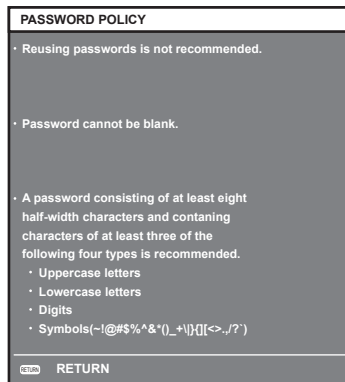 PASSWORD POLICY
・Reusing passwords is not recommended.
・Password cannot be blank.
・A password consisting of at least eight
half-width characters and contaning
characters of at least three of the
following four types is recommended.
・Uppercase letters
・Lowercase letters
・Digits
・Symbols(~!@#$%^&*()_+\|}{][<>.,/?`)
RETURN RETURN